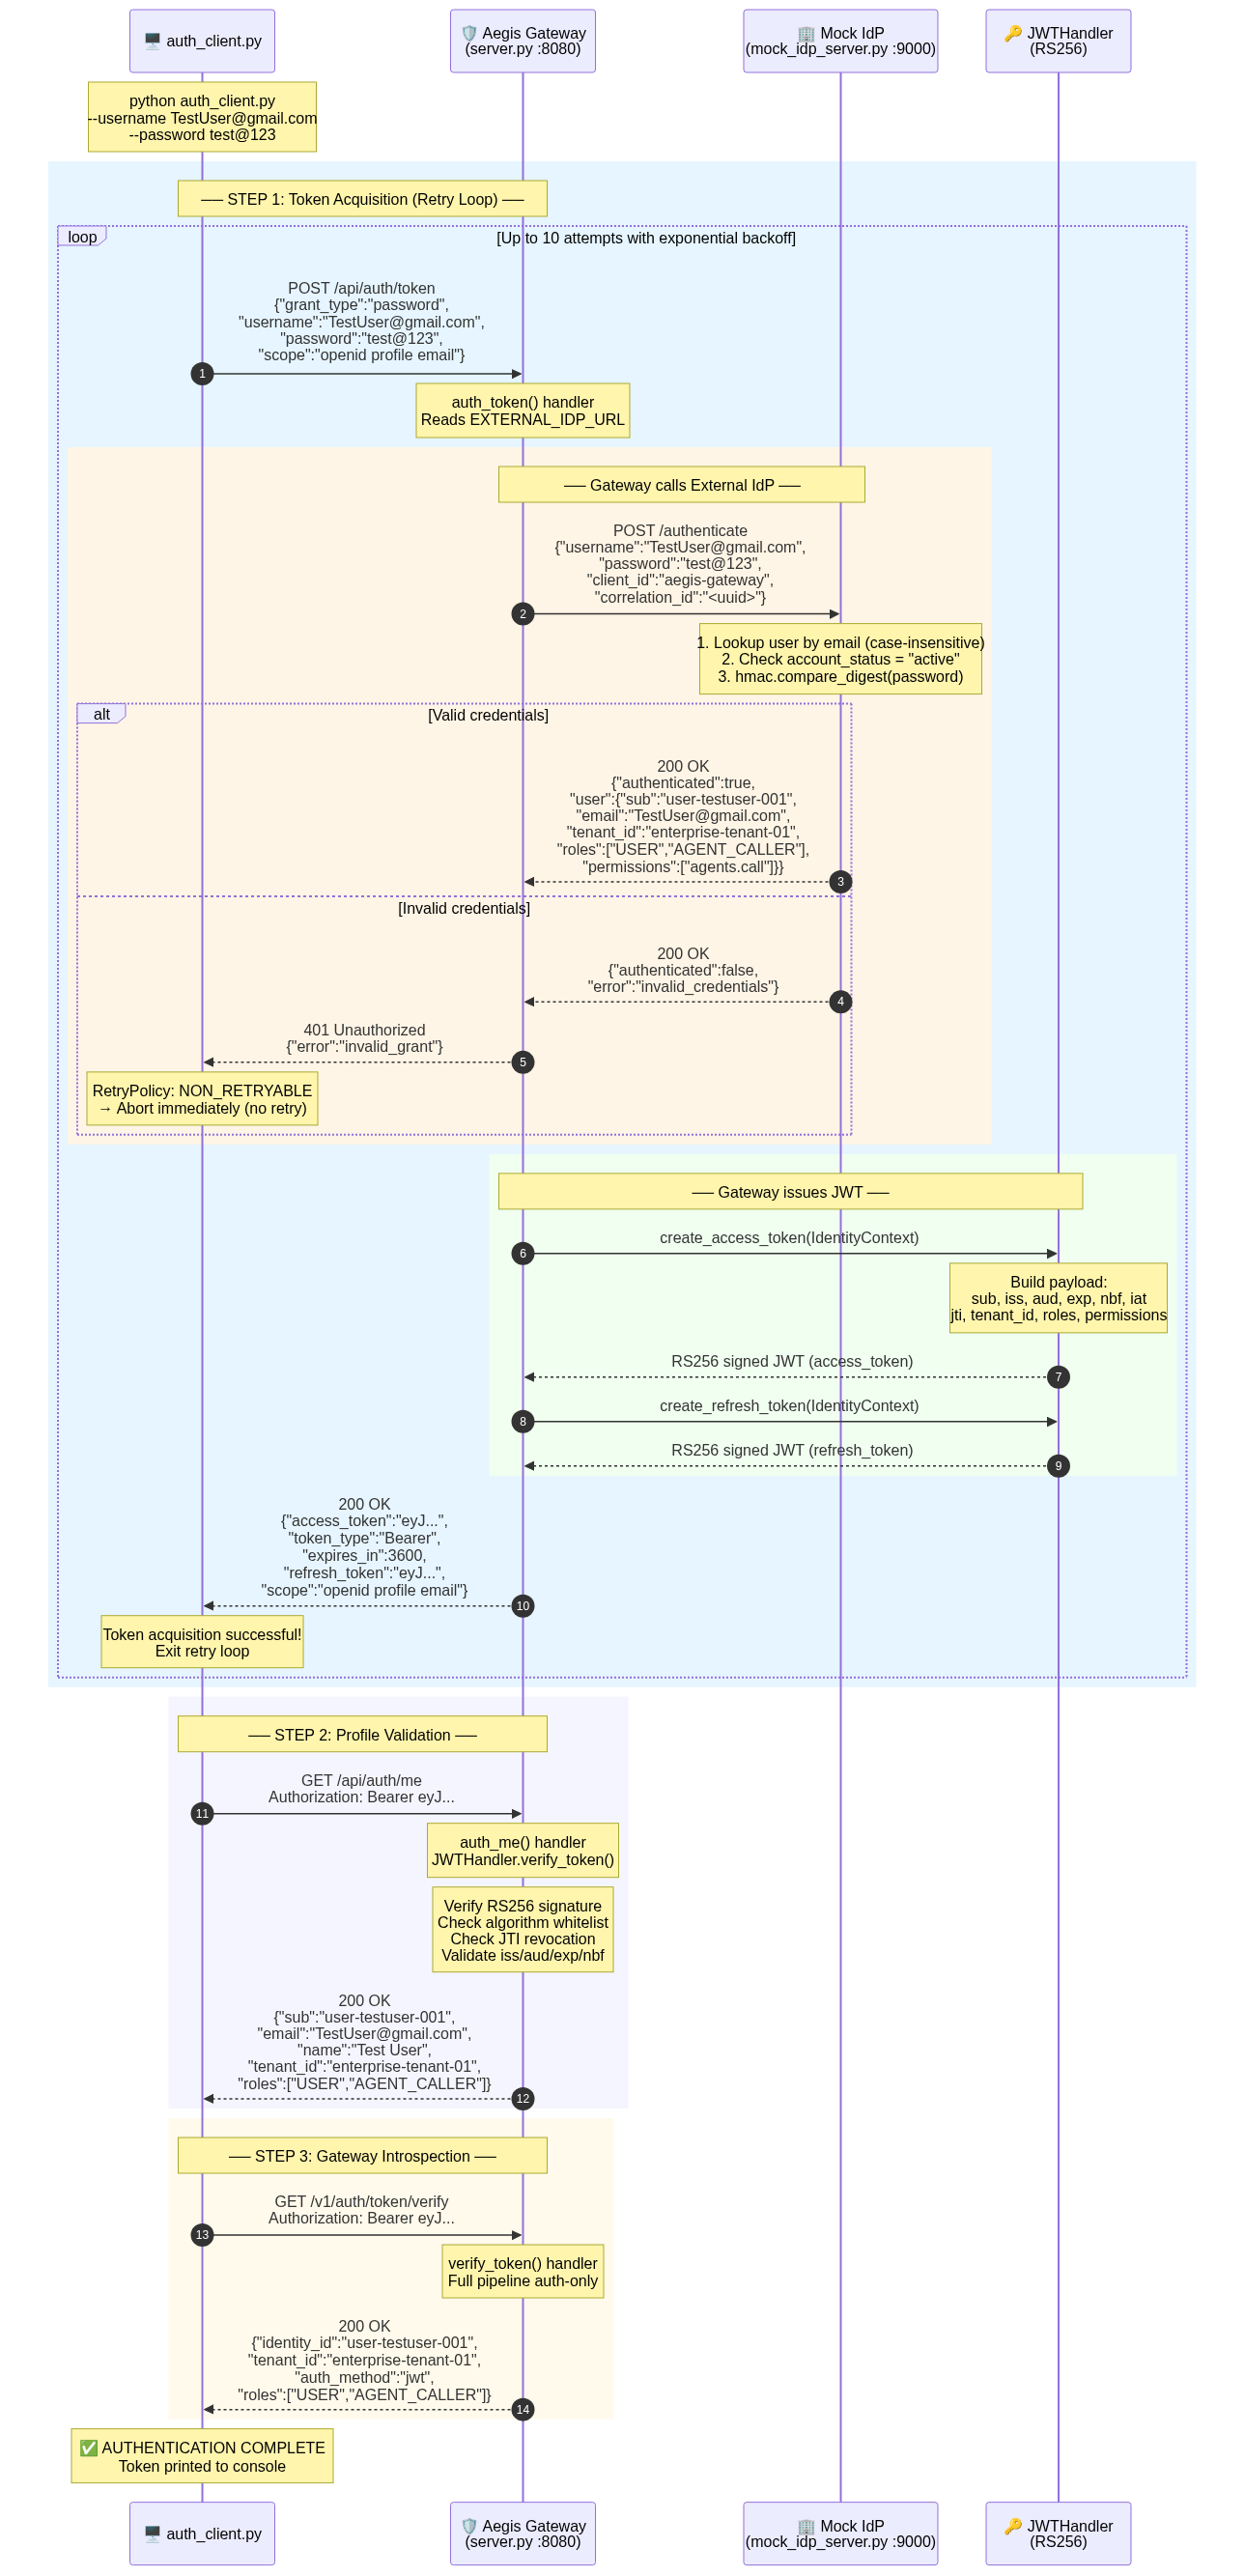 🖥️ auth_client.py
🛡️ Aegis Gateway
(server.py :8080)
🏢 Mock IdP
(mock_idp_server.py :9000)
🔑 JWTHandler
(RS256)
python auth_client.py
--username TestUser@gmail.com
--password test@123
── STEP 1: Token Acquisition (Retry Loop) ──
loop
[Up to 10 attempts with exponential backoff]
POST /api/auth/token
{"grant_type":"password",
"username":"TestUser@gmail.com",
"password":"test@123",
"scope":"openid profile email"}
1
auth_token() handler
Reads EXTERNAL_IDP_URL
── Gateway calls External IdP ──
POST /authenticate
{"username":"TestUser@gmail.com",
"password":"test@123",
"client_id":"aegis-gateway",
"correlation_id":"<uuid>"}
2
1. Lookup user by email (case-insensitive)
2. Check account_status = "active"
3. hmac.compare_digest(password)
alt
[Valid credentials]
200 OK
{"authenticated":true,
"user":{"sub":"user-testuser-001",
"email":"TestUser@gmail.com",
"tenant_id":"enterprise-tenant-01",
"roles":["USER","AGENT_CALLER"],
"permissions":["agents.call"]}}
3
[Invalid credentials]
200 OK
{"authenticated":false,
"error":"invalid_credentials"}
4
401 Unauthorized
{"error":"invalid_grant"}
5
RetryPolicy: NON_RETRYABLE
→ Abort immediately (no retry)
── Gateway issues JWT ──
create_access_token(IdentityContext)
6
Build payload:
sub, iss, aud, exp, nbf, iat
jti, tenant_id, roles, permissions
RS256 signed JWT (access_token)
7
create_refresh_token(IdentityContext)
8
RS256 signed JWT (refresh_token)
9
200 OK
{"access_token":"eyJ...",
"token_type":"Bearer",
"expires_in":3600,
"refresh_token":"eyJ...",
"scope":"openid profile email"}
10
Token acquisition successful!
Exit retry loop
── STEP 2: Profile Validation ──
GET /api/auth/me
Authorization: Bearer eyJ...
11
auth_me() handler
JWTHandler.verify_token()
Verify RS256 signature
Check algorithm whitelist
Check JTI revocation
Validate iss/aud/exp/nbf
200 OK
{"sub":"user-testuser-001",
"email":"TestUser@gmail.com",
"name":"Test User",
"tenant_id":"enterprise-tenant-01",
"roles":["USER","AGENT_CALLER"]}
12
── STEP 3: Gateway Introspection ──
GET /v1/auth/token/verify
Authorization: Bearer eyJ...
13
verify_token() handler
Full pipeline auth-only
200 OK
{"identity_id":"user-testuser-001",
"tenant_id":"enterprise-tenant-01",
"auth_method":"jwt",
"roles":["USER","AGENT_CALLER"]}
14
✅ AUTHENTICATION COMPLETE
Token printed to console
🖥️ auth_client.py
🛡️ Aegis Gateway
(server.py :8080)
🏢 Mock IdP
(mock_idp_server.py :9000)
🔑 JWTHandler
(RS256)